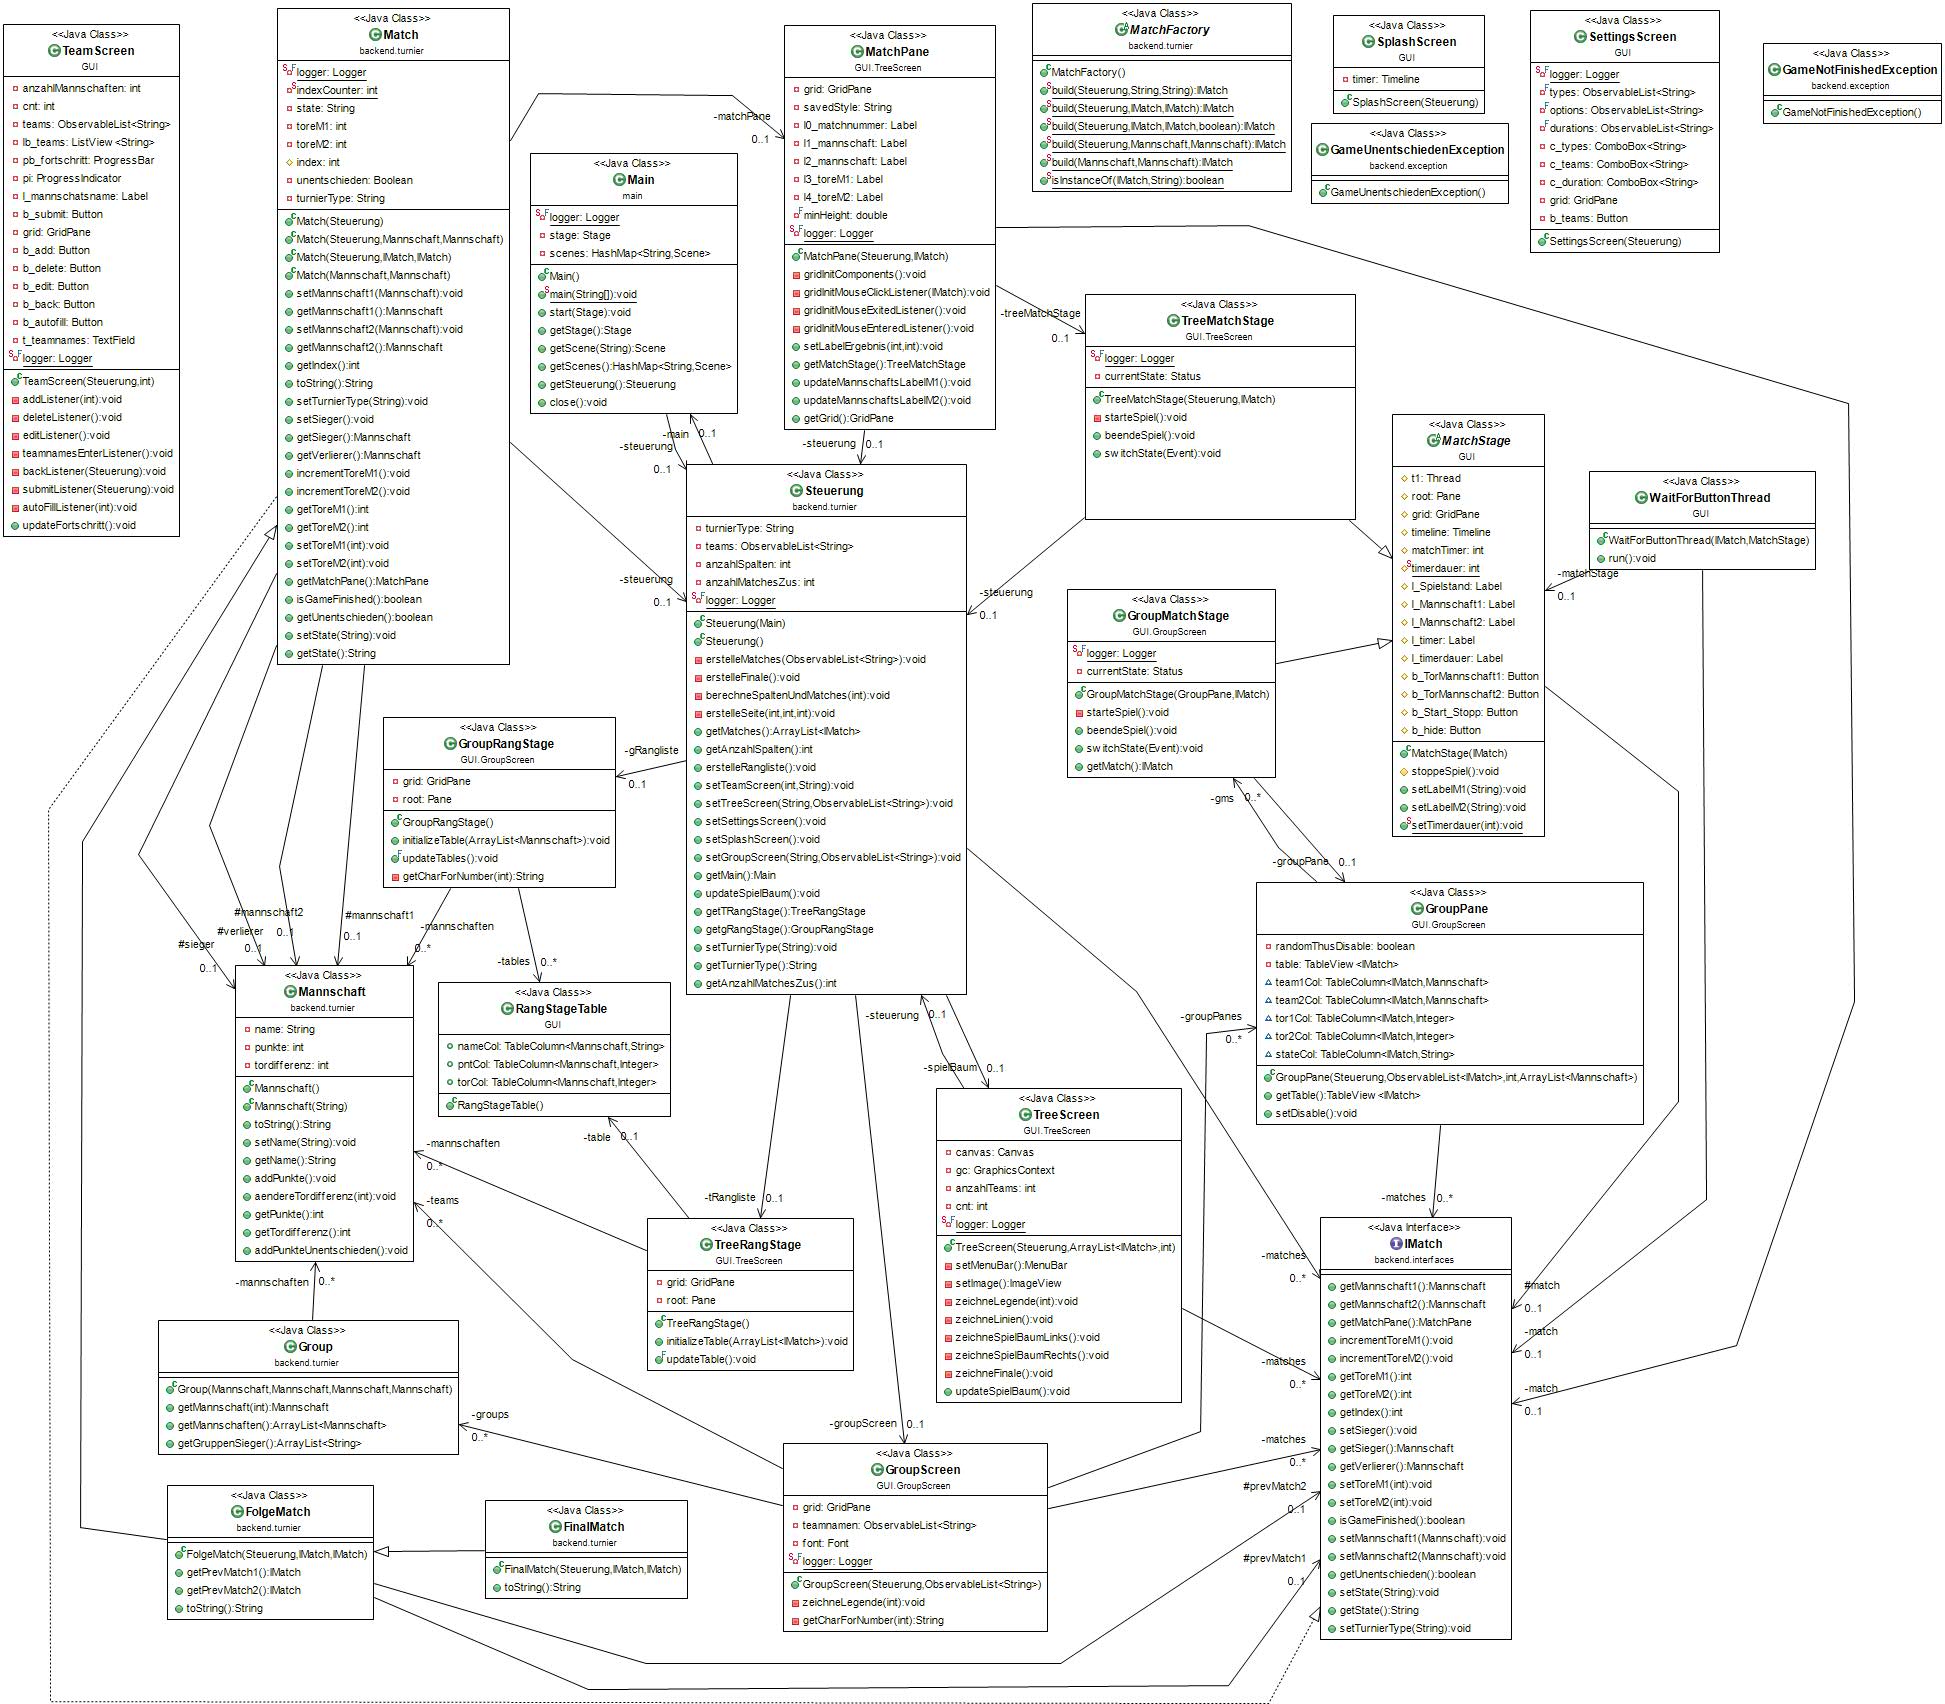 <<Java Class>>
TeamScreen
GUI
anzahlMannschaften: int
cnt: int
teams: ObservableList<String>
lb_teams: ListView <String>
pb_fortschritt: ProgressBar
pi: ProgressIndicator
l_mannschatsname: Label
b_submit: Button
grid: GridPane
b_add: Button
b_delete: Button
b_edit: Button
b_back: Button
b_autofill: Button
t_teamnames: TextField
logger: Logger
TeamScreen(Steuerung,int)
addListener(int):void
deleteListener():void
editListener():void
teamnamesEnterListener():void
backListener(Steuerung):void
submitListener(Steuerung):void
autoFillListener(int):void
updateFortschritt():void
<<Java Class>>
Match
backend.turnier
logger: Logger
indexCounter: int
state: String
toreM1: int
toreM2: int
index: int
unentschieden: Boolean
turnierType: String
Match(Steuerung)
Match(Steuerung,Mannschaft,Mannschaft)
Match(Steuerung,IMatch,IMatch)
Match(Mannschaft,Mannschaft)
setMannschaft1(Mannschaft):void
getMannschaft1():Mannschaft
setMannschaft2(Mannschaft):void
getMannschaft2():Mannschaft
getIndex():int
toString():String
setTurnierType(String):void
setSieger():void
getSieger():Mannschaft
getVerlierer():Mannschaft
incrementToreM1():void
incrementToreM2():void
getToreM1():int
getToreM2():int
setToreM1(int):void
setToreM2(int):void
getMatchPane():MatchPane
isGameFinished():boolean
getUnentschieden():boolean
setState(String):void
getState():String
<<Java Class>>
Main
main
logger: Logger
stage: Stage
scenes: HashMap<String,Scene>
Main()
main(String[]):void
start(Stage):void
getStage():Stage
getScene(String):Scene
getScenes():HashMap<String,Scene>
getSteuerung():Steuerung
close():void
<<Java Class>>
MatchPane
GUI.TreeScreen
grid: GridPane
savedStyle: String
l0_matchnummer: Label
l1_mannschaft: Label
l2_mannschaft: Label
l3_toreM1: Label
l4_toreM2: Label
minHeight: double
logger: Logger
MatchPane(Steuerung,IMatch)
gridInitComponents():void
gridInitMouseClickListener(IMatch):void
gridInitMouseExitedListener():void
gridInitMouseEnteredListener():void
setLabelErgebnis(int,int):void
getMatchStage():TreeMatchStage
updateMannschaftsLabelM1():void
updateMannschaftsLabelM2():void
getGrid():GridPane
<<Java Class>>
MatchFactory
backend.turnier
MatchFactory()
build(Steuerung,String,String):IMatch
build(Steuerung,IMatch,IMatch):IMatch
build(Steuerung,IMatch,IMatch,boolean):IMatch
build(Steuerung,Mannschaft,Mannschaft):IMatch
build(Mannschaft,Mannschaft):IMatch
isInstanceOf(IMatch,String):boolean
<<Java Class>>
SplashScreen
GUI
timer: Timeline
SplashScreen(Steuerung)
<<Java Class>>
GameUnentschiedenException
backend.exception
GameUnentschiedenException()
<<Java Class>>
SettingsScreen
GUI
logger: Logger
types: ObservableList<String>
options: ObservableList<String>
durations: ObservableList<String>
c_types: ComboBox<String>
c_teams: ComboBox<String>
c_duration: ComboBox<String>
grid: GridPane
b_teams: Button
SettingsScreen(Steuerung)
<<Java Class>>
GameNotFinishedException
backend.exception
GameNotFinishedException()
-matchPane
0..1
-treeMatchStage
0..1
-main
0..1
-steuerung
0..1
-steuerung
0..1
-steuerung
0..1
-steuerung
0..1
<<Java Class>>
TreeMatchStage
GUI.TreeScreen
logger: Logger
currentState: Status
TreeMatchStage(Steuerung,IMatch)
starteSpiel():void
beendeSpiel():void
switchState(Event):void
<<Java Class>>
MatchStage
GUI
t1: Thread
root: Pane
grid: GridPane
timeline: Timeline
matchTimer: int
timerdauer: int
l_Spielstand: Label
l_Mannschaft1: Label
l_Mannschaft2: Label
l_timer: Label
l_timerdauer: Label
b_TorMannschaft1: Button
b_TorMannschaft2: Button
b_Start_Stopp: Button
b_hide: Button
MatchStage(IMatch)
stoppeSpiel():void
setLabelM1(String):void
setLabelM2(String):void
setTimerdauer(int):void
<<Java Class>>
WaitForButtonThread
GUI
WaitForButtonThread(IMatch,MatchStage)
run():void
-matchStage
0..1
<<Java Class>>
Steuerung
backend.turnier
turnierType: String
teams: ObservableList<String>
anzahlSpalten: int
anzahlMatchesZus: int
logger: Logger
Steuerung(Main)
Steuerung()
erstelleMatches(ObservableList<String>):void
erstelleFinale():void
berechneSpaltenUndMatches(int):void
erstelleSeite(int,int,int):void
getMatches():ArrayList<IMatch>
getAnzahlSpalten():int
erstelleRangliste():void
setTeamScreen(int,String):void
setTreeScreen(String,ObservableList<String>):void
setSettingsScreen():void
setSplashScreen():void
setGroupScreen(String,ObservableList<String>):void
getMain():Main
updateSpielBaum():void
getTRangStage():TreeRangStage
getgRangStage():GroupRangStage
setTurnierType(String):void
getTurnierType():String
getAnzahlMatchesZus():int
<<Java Class>>
GroupMatchStage
GUI.GroupScreen
logger: Logger
currentState: Status
GroupMatchStage(GroupPane,IMatch)
starteSpiel():void
beendeSpiel():void
switchState(Event):void
getMatch():IMatch
-gms
0..*
-groupPane
0..1
<<Java Class>>
GroupRangStage
GUI.GroupScreen
grid: GridPane
root: Pane
GroupRangStage()
initializeTable(ArrayList<Mannschaft>):void
updateTables():void
getCharForNumber(int):String
-gRangliste
0..1
#mannschaft2
0..1
#verlierer
0..1
#sieger
0..1
#mannschaft1
0..1
-mannschaften
0..*
-tables
0..*
<<Java Class>>
GroupPane
GUI.GroupScreen
randomThusDisable: boolean
table: TableView <IMatch>
team1Col: TableColumn<IMatch,Mannschaft>
team2Col: TableColumn<IMatch,Mannschaft>
tor1Col: TableColumn<IMatch,Integer>
tor2Col: TableColumn<IMatch,Integer>
stateCol: TableColumn<IMatch,String>
GroupPane(Steuerung,ObservableList<IMatch>,int,ArrayList<Mannschaft>)
getTable():TableView <IMatch>
setDisable():void
<<Java Class>>
Mannschaft
backend.turnier
name: String
punkte: int
tordifferenz: int
Mannschaft()
Mannschaft(String)
toString():String
setName(String):void
getName():String
addPunkte():void
aendereTordifferenz(int):void
getPunkte():int
getTordifferenz():int
addPunkteUnentschieden():void
<<Java Class>>
RangStageTable
GUI
nameCol: TableColumn<Mannschaft,String>
pntCol: TableColumn<Mannschaft,Integer>
torCol: TableColumn<Mannschaft,Integer>
RangStageTable()
-table
0..1
-mannschaften
0..*
-teams
0..*
-mannschaften
0..*
-steuerung
0..1
-spielBaum
0..1
-groupPanes
0..*
-tRangliste
0..1
-matches
0..*
<<Java Class>>
TreeScreen
GUI.TreeScreen
canvas: Canvas
gc: GraphicsContext
anzahlTeams: int
cnt: int
logger: Logger
TreeScreen(Steuerung,ArrayList<IMatch>,int)
setMenuBar():MenuBar
setImage():ImageView
zeichneLegende(int):void
zeichneLinien():void
zeichneSpielBaumLinks():void
zeichneSpielBaumRechts():void
zeichneFinale():void
updateSpielBaum():void
<<Java Class>>
TreeRangStage
GUI.TreeScreen
grid: GridPane
root: Pane
TreeRangStage()
initializeTable(ArrayList<IMatch>):void
updateTable():void
<<Java Interface>>
IMatch
backend.interfaces
getMannschaft1():Mannschaft
getMannschaft2():Mannschaft
getMatchPane():MatchPane
incrementToreM1():void
incrementToreM2():void
getToreM1():int
getToreM2():int
getIndex():int
setSieger():void
getSieger():Mannschaft
getVerlierer():Mannschaft
setToreM1(int):void
setToreM2(int):void
isGameFinished():boolean
setMannschaft1(Mannschaft):void
setMannschaft2(Mannschaft):void
getUnentschieden():boolean
setState(String):void
getState():String
setTurnierType(String):void
-matches
0..*
-matches
0..*
-matches
0..*
#match
0..1
-match
0..1
-match
0..1
#prevMatch2
0..1
#prevMatch1
0..1
<<Java Class>>
Group
backend.turnier
Group(Mannschaft,Mannschaft,Mannschaft,Mannschaft)
getMannschaft(int):Mannschaft
getMannschaften():ArrayList<Mannschaft>
getGruppenSieger():ArrayList<String>
-groups
0..*
-groupScreen
0..1
<<Java Class>>
GroupScreen
GUI.GroupScreen
grid: GridPane
teamnamen: ObservableList<String>
font: Font
logger: Logger
GroupScreen(Steuerung,ObservableList<String>)
zeichneLegende(int):void
getCharForNumber(int):String
<<Java Class>>
FolgeMatch
backend.turnier
FolgeMatch(Steuerung,IMatch,IMatch)
getPrevMatch1():IMatch
getPrevMatch2():IMatch
toString():String
<<Java Class>>
FinalMatch
backend.turnier
FinalMatch(Steuerung,IMatch,IMatch)
toString():String